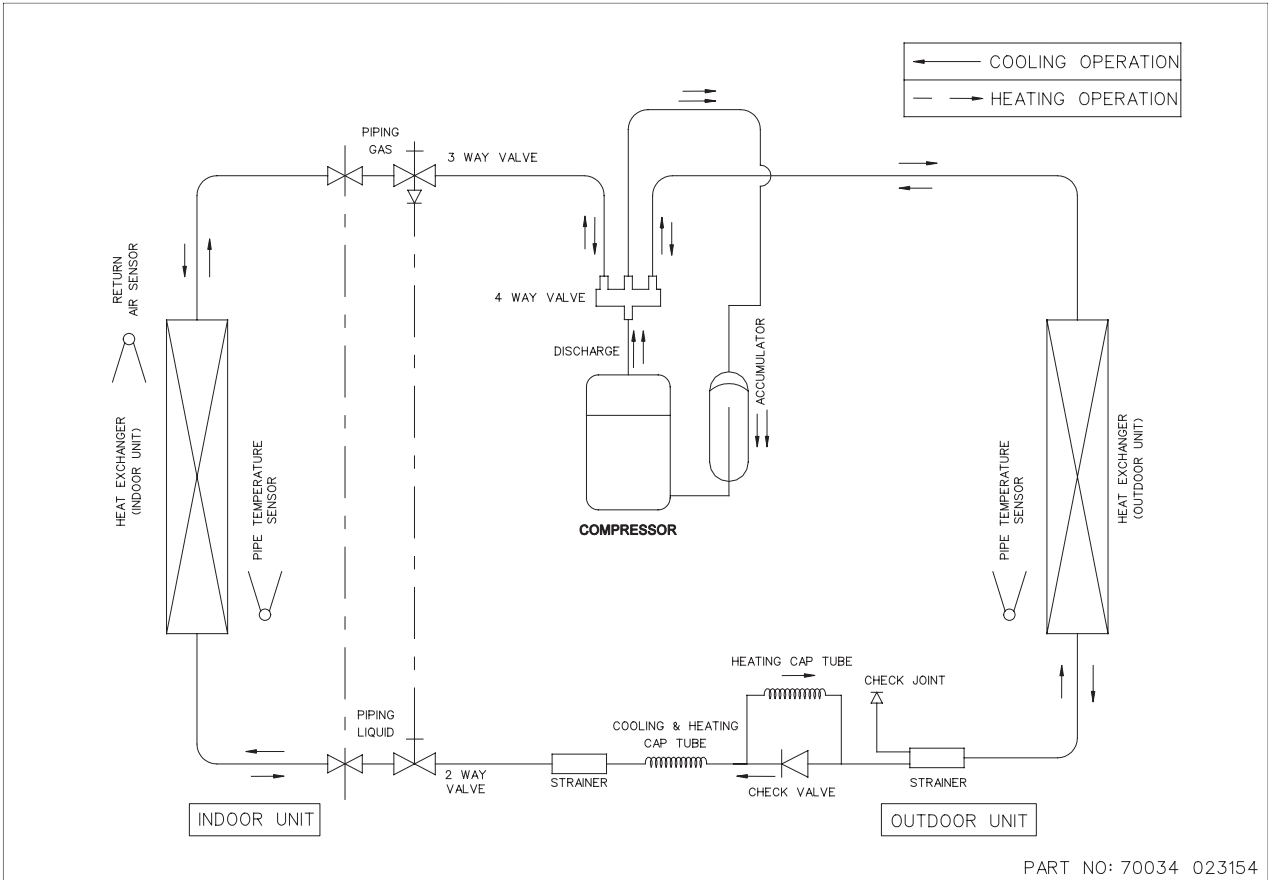 COOLING OPERATION
HEATING OPERATION
PIPING
GAS
3 WAY VALVE
RETURN
AIR SENSOR
4 WAY VALVE
DISCHARGE
ACCUMULATOR
HEAT EXCHANGER
(INDOOR UNIT)
PIPE TEMPERATURE
SENSOR
COMPRESSOR
PIPE TEMPERATURE
SENSOR
HEAT EXCHANGER
(OUTDOOR UNIT)
HEATING CAP TUBE
CHECK JOINT
PIPING
LIQUID
COOLING & HEATING
CAP TUBE
2 WAY
VALVE
STRAINER
CHECK VALVE
STRAINER
INDOOR UNIT
OUTDOOR UNIT
PART NO: 70034 023154